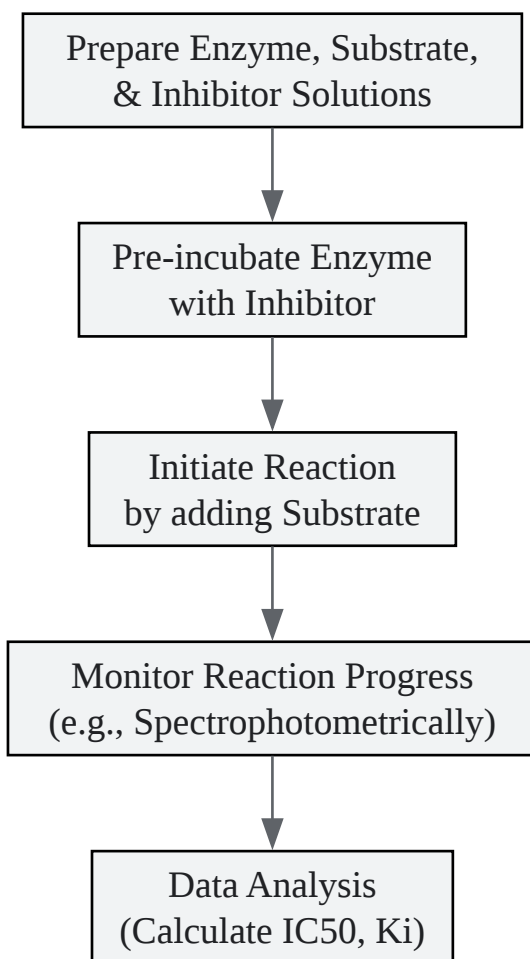 Prepare Enzyme, Substrate,
& Inhibitor Solutions
Pre-incubate Enzyme
with Inhibitor
Initiate Reaction
by adding Substrate
Monitor Reaction Progress
(e.g., Spectrophotometrically)
Data Analysis
(Calculate IC50, Ki)